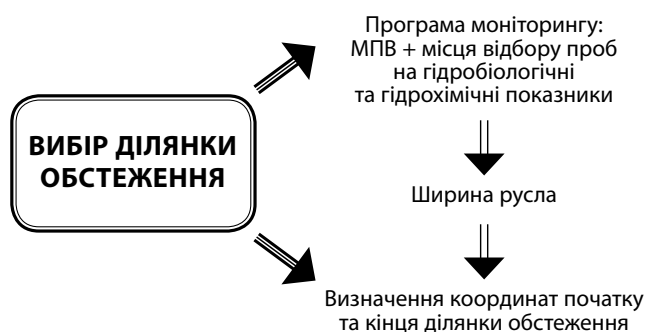 Програма моніторингу:
МПВ + місця відбору проб
на гідробіологічні
та гідрохімічні показники
ВИБІР ДІЛЯНКИ
ОБСТЕЖЕННЯ
Ширина русла
Визначення координат початку
та кінця ділянки обстеження